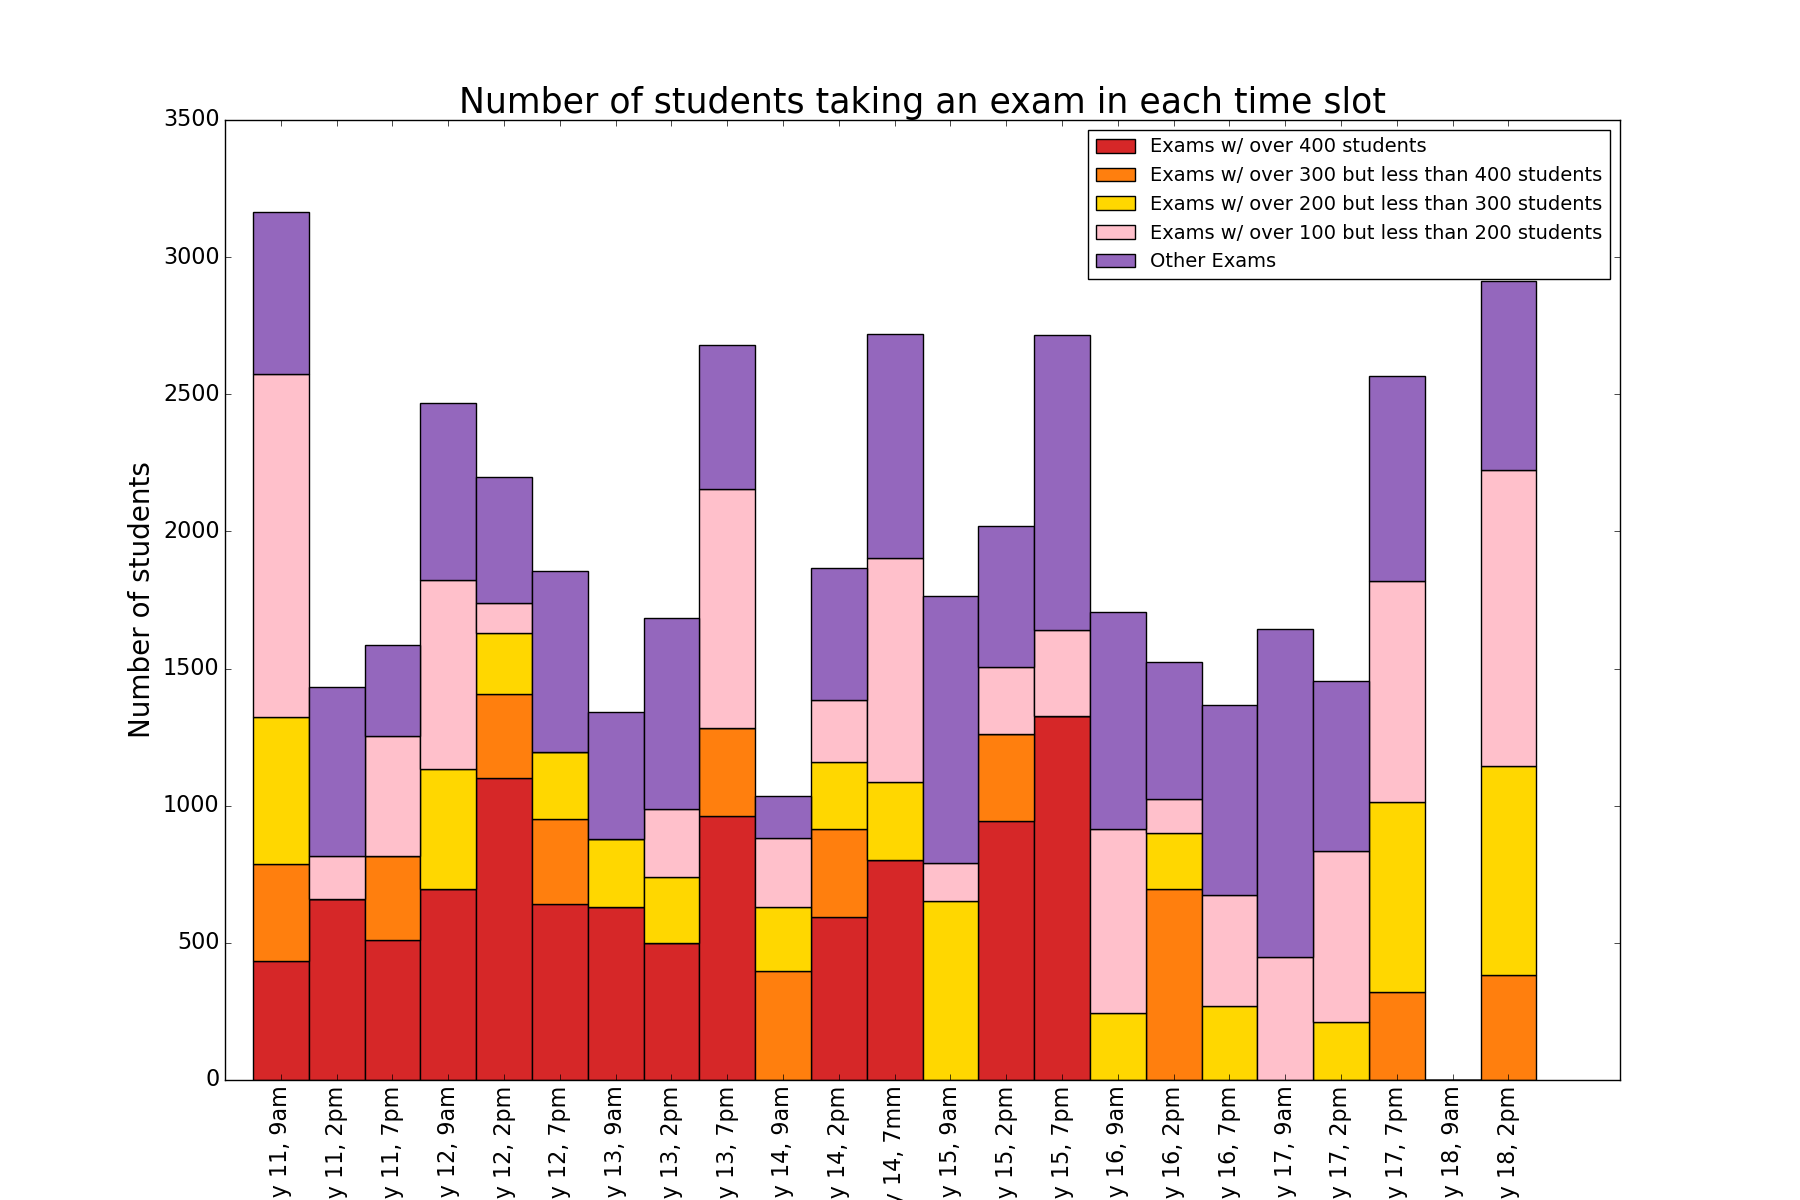 Number of students taking an exam in each time slot
Number of students
3500
3000
2500
2000
1500
1000
500
0
Exams w/ over 400 students
Exams w/ over 300 but less than 400 students
Exams w/ over 200 but less than 300 students
Exams w/ over 100 but less than 200 students
Other Exams
y 11, 9am
y 11, 2pm
y 11, 7pm
y 12, 9am
y 12, 2pm
y 12, 7pm
y 13, 9am
y 13, 2pm
y 13, 7pm
y 14, 9am
y 14, 2pm
y 14, 7mm
y 15, 9am
y 15, 2pm
y 15, 7pm
y 16, 9am
y 16, 2pm
y 16, 7pm
y 17, 9am
y 17, 2pm
y 17, 7pm
y 18, 9am
y 18, 2pm